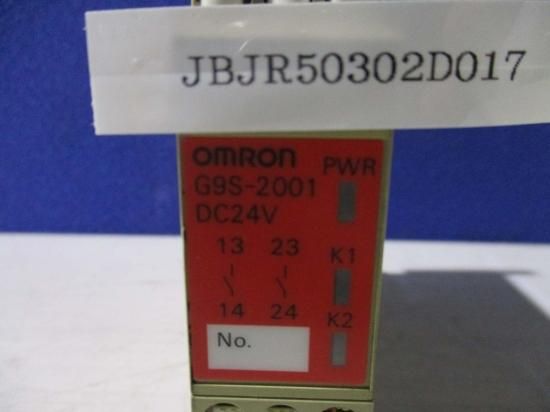 JBJR50302D017
OMRON
PWR
G9S-2001
DC24V
13 23
K1
14 24
K2
No.